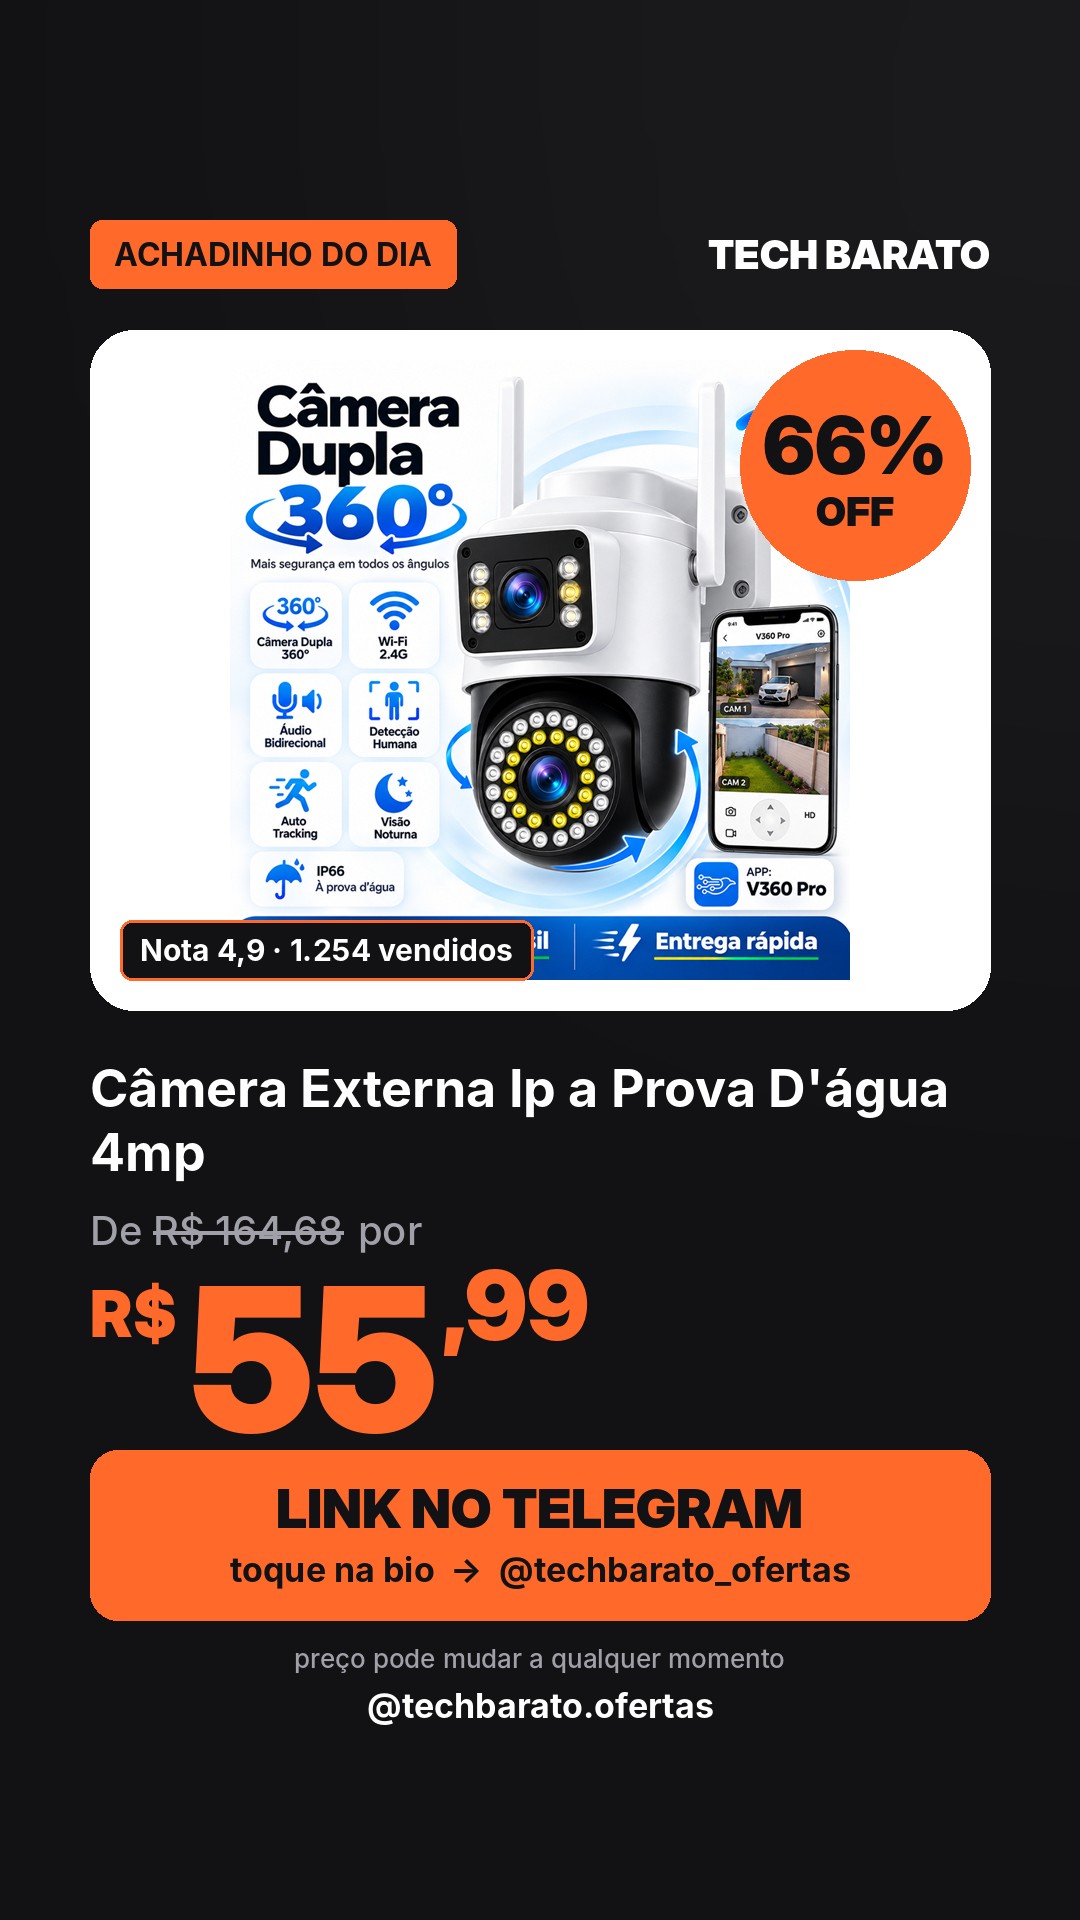 ACHADINHO DO DIA
TECH BARATO
Câmera
Dupla
360°
Mais segurança em todos os ângulos
66%
OFF
360°
Câmera Dupla
360°
Wi-Fi
2.4G
Áudio
Bidirecional
Detecção
Humana
Auto
Tracking
Visão
Noturna
IP66
À prova d'água
9:41
V360 Pro
CAM 1
CAM 2
HD
APP:
V360 Pro
Nota 4,9 · 1.254 vendidos
Entrega rápida
Câmera Externa Ip a Prova D'água
4mp
De R$ 164,68 por
R$ 55,99
LINK NO TELEGRAM
toque na bio → @techbarato_ofertas
preço pode mudar a qualquer momento
@techbarato.ofertas